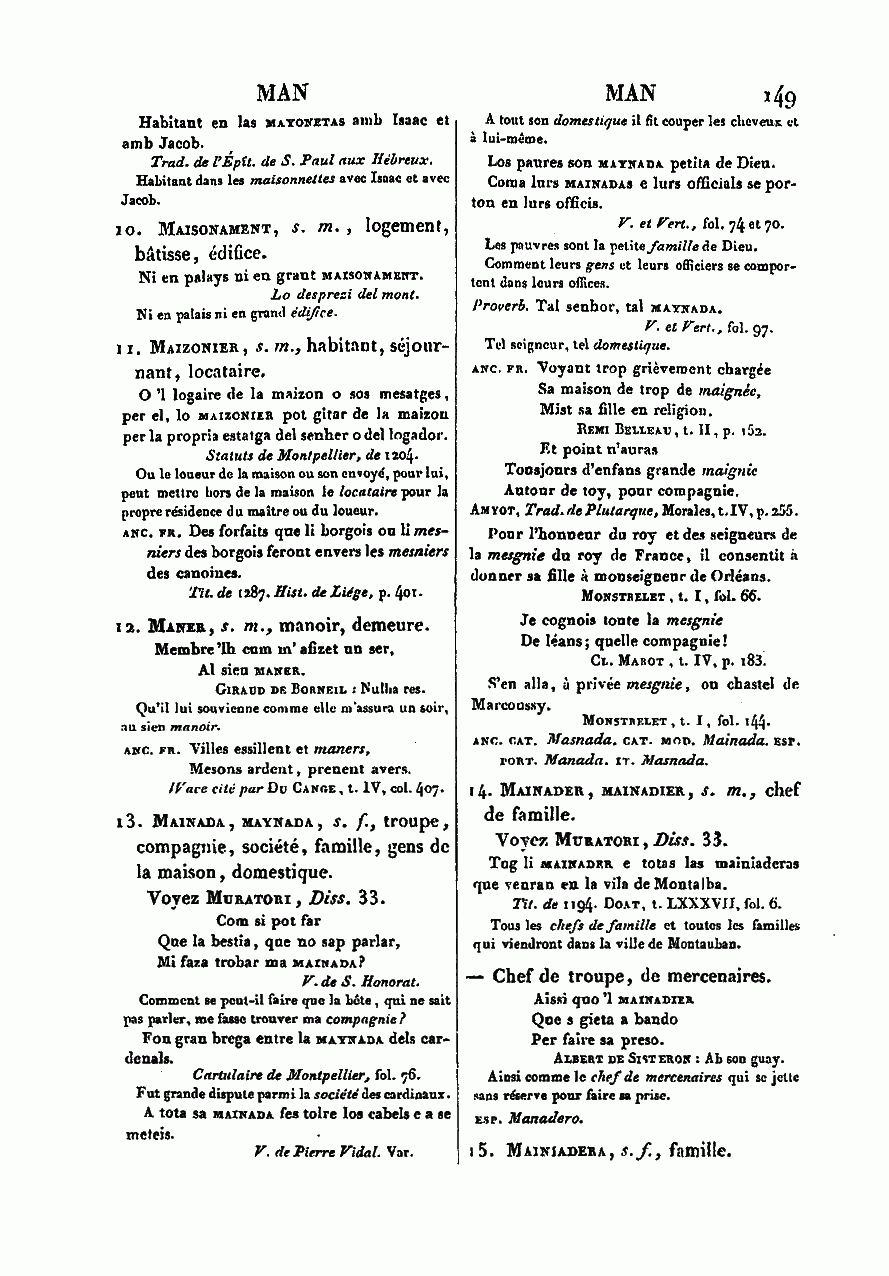 MAN
MAN 149
Habitant en las MAYONETAS amb Isaac et
amb Jacob.
Trad. de l'Épît. de S. Paul aux Hébreux.
Habitant dans les maisonnettes avec Isaac et avec
Jacob.
10. MAISONAMENT, s. m., logement,
bâtisse, édifice.
Ni en palays ni en grant MAISONAMENT.
Lo desprezi del mont.
Ni en palais ni en grand édifice.
11. MAIZONIER, s. m., habitant, séjour-
nant, locataire.
O 'l logaire de la maizon o sos mesatges,
per el, lo MAIZONIER pot gitar de la maizon
per la propria estatga del senher o del logador.
Statuts de Montpellier, de 1204.
Ou le loueur de la maison ou son envoyé, pour lui,
peut mettre hors de la maison le locataire pour la
propre résidence du maître ou du loueur.
ANC. FR. Des forfaits que li borgois ou li mes-
niers des borgois feront envers les mesniers
des canoines.
Tit. de 1287. Hist. de Liége, p. 401.
12. MANER, s. m., manoir, demeure.
Membre 'lh cum m' afizet un ser,
Al sieu MANER.
GIRAUD DE BORNEIL : Nullia res.
Qu'il lui souvienne comme elle m'assura un soir,
au sien manoir.
ANC. FR. Villes essillent et maners,
Mesons ardent, prenent avers.
Wace cité par DU CANGE, t. IV, col. 407.
13. MAINADA, MAYNADA, s. f., troupe,
compagnie, société, famille, gens de
la maison, domestique.
Voyez MURATORI, Diss. 33.
Com si pot far
Que la bestia, que no sap parlar,
Mi faza trobar ma MAINADA?
V. de S. Honorat.
Comment se peut-il faire que la bête, qui ne sait
pas parler, me fasse trouver ma compagnie?
Fon gran brega entre la MAYNADA dels car-
denals.
Cartulaire de Montpellier, fol. 76.
Fut grande dispute parmi la société des cardinaux.
A tota sa MAINADA fes tolre los cabels e a se
meteis.
V. de Pierre Vidal. Var.
A tout son domestique il fit couper les cheveux et
à lui-même.
Los paures son MAYNADA petita de Dieu.
Coma lurs MAINADAS e lurs officials se por-
ton en lurs officis.
V. et Vert., fol. 74 et 70.
Les pauvres sont la petite famille de Dieu.
Comment leurs gens et leurs officiers se compor-
tent dans leurs offices.
Proverb. Tal senhor, tal MAYNADA.
V. et Vert., fol. 97.
Tel seigneur, tel domestique.
ANC. FR. Voyant trop grièvement chargée
Sa maison de trop de maignée,
Mist sa fille en religion.
REMI BELLEAU, t. II, p. 152.
Et point n'auras
Tousjours d'enfans grande maignie
Autour de toy, pour compagnie.
AMYOT, Trad. de Plutarque, Morales, t. IV, p. 255.
Pour l'honneur du roy et des seigneurs de
la mesgnie du roy de France, il consentit à
donner sa fille à monseigneur de Orléans.
MONSTRELET, t. I, fol. 66.
Je cognois toute la mesgnie
De léans; quelle compagnie!
CL. MAROT, t. IV, p. 183.
S'en alla, à privée mesgnie, ou chastel de
Marcoussy.
MONSTRELET, t. I, fol. 144.
ANC. CAT. Masnada. CAT. MOD. Mainada. ESP.
PORT. Manada. IT. Masnada.
14. MAINADER, MAINADIER, s. m., chef
de famille.
Voyez MURATORI, Diss. 33.
Tug li MAINADER e totas las mainiaderas
que venran en la vila de Montalba.
Tit. de 1194. DOAT, t. LXXXVII, fol. 6.
Tous les chefs de famille et toutes les familles
qui viendront dans la ville de Montauban.
— Chef de troupe, de mercenaires.
Aissi quo 'l MAINADIER
Que s gieta a bando
Per faire sa preso.
ALBERT DE SISTERON : Ab son guay.
Ainsi comme le chef de mercenaires qui se jette
sans réserve pour faire sa prise.
ESP. Manadero.
15. MAINIADERA, s. f., famille.